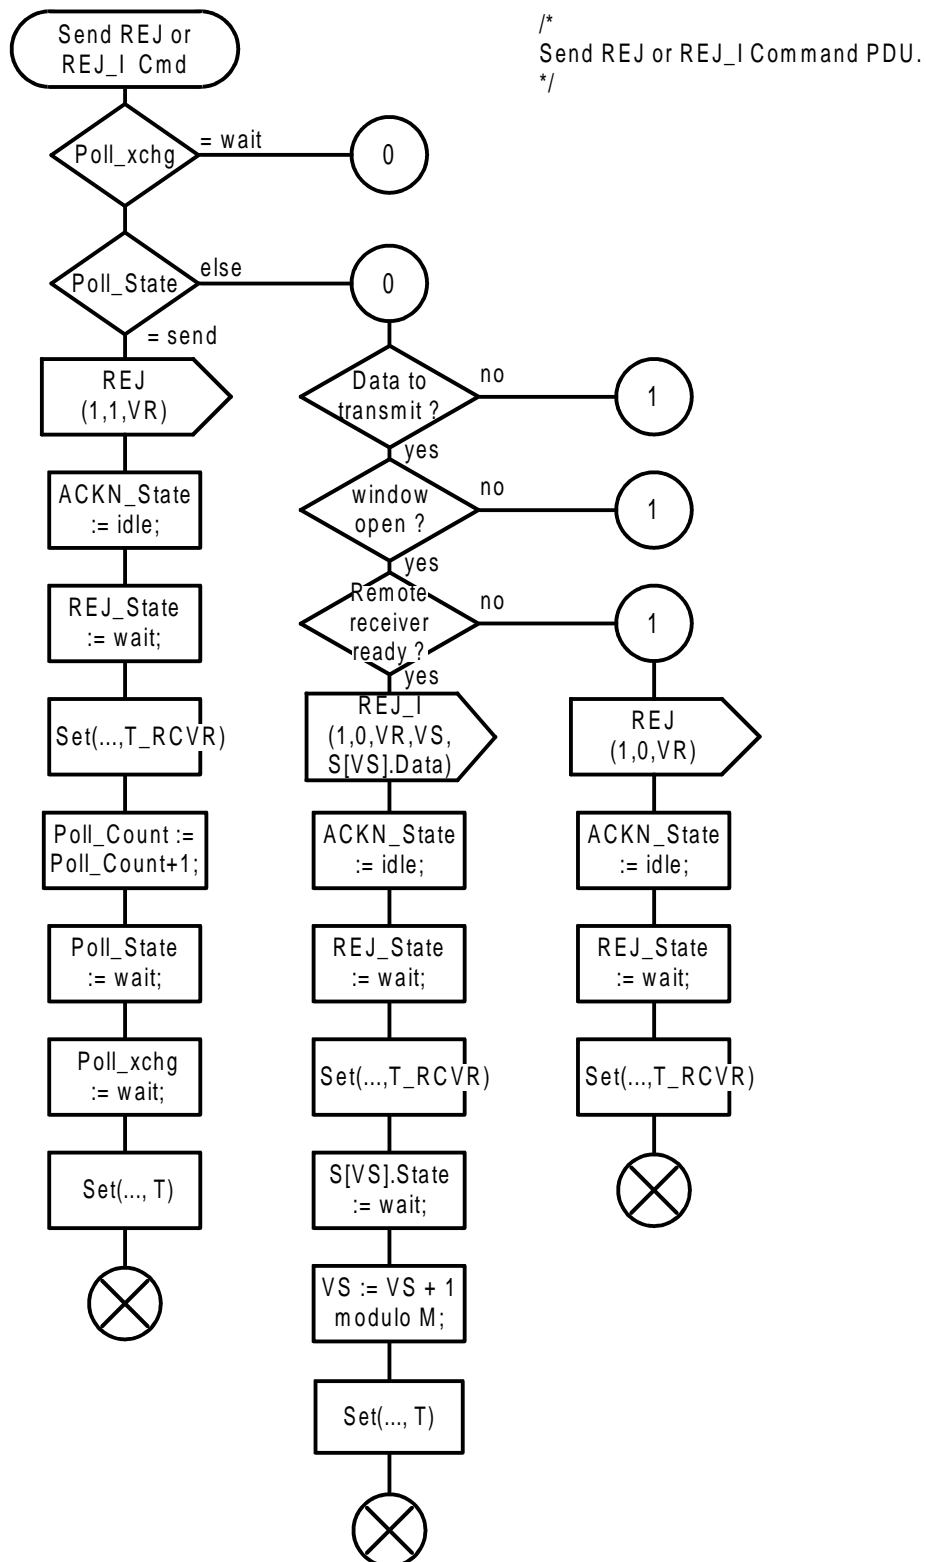 Send REJ or
REJ_I Cmd
/*
Send REJ or REJ_I Command PDU.
*/
Poll_xchg
= wait
0
Poll_State
else
0
= send
REJ
(1,1,VR)
ACKN_State
:= idle;
REJ_State
:= wait;
Set(...,T_RCVR)
Poll_Count :=
Poll_Count+1;
Poll_State
:= wait;
Poll_xchg
:= wait;
Set(..., T)
Data to
transmit ?
no
1
yes
window
open ?
no
1
yes
Remote
receiver
ready ?
no
1
yes
REJ_I
(1,0,VR,VS,
S[VS].Data)
ACKN_State
:= idle;
REJ_State
:= wait;
Set(...,T_RCVR)
S[VS].State
:= wait;
VS := VS + 1
modulo M;
Set(..., T)
REJ
(1,0,VR)
ACKN_State
:= idle;
REJ_State
:= wait;
Set(...,T_RCVR)